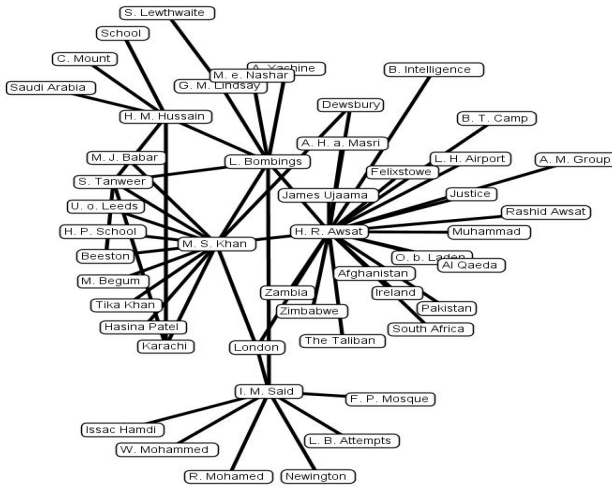 S. Lewthwaite
School
C. Mount
M. e. Nashar
A. Yachine
B. Intelligence
Saudi Arabia
G. M. Lindsay
Dewsbury
H. M. Hussain
B. T. Camp
A. H. a. Masri
M. J. Babar
L. Bombings
L. H. Airport
A. M. Group
Felixstowe
S. Tanweer
James Ujaama
Justice
U. o. Leeds
Rashid Awsat
H. P. School
H. R. Awsat
Muhammad
M. S. Khan
Beeston
O. b. Laden
Al Qaeda
Afghanistan
M. Begum
Zambia
Ireland
Tika Khan
Zimbabwe
Pakistan
Hasina Patel
South Africa
The Taliban
Karachi
London
I. M. Said
F. P. Mosque
Issac Hamdi
L. B. Attempts
W. Mohammed
R. Mohamed
Newington